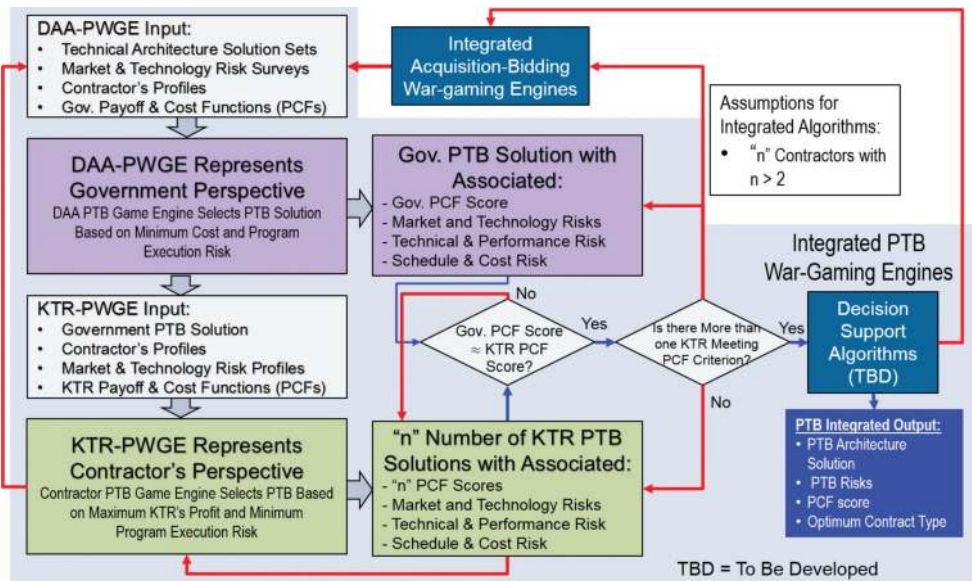 DAA-PWGE Input:
• Technical Architecture Solution Sets
• Market & Technology Risk Surveys
• Contractor's Profiles
• Gov. Payoff & Cost Functions (PCFs)
Integrated
Acquisition-Bidding
War-gaming Engines
Assumptions for
Integrated Algorithms:
• "n" Contractors with
n > 2
DAA-PWGE Represents
Government Perspective
DAA PTB Game Engine Selects PTB Solution
Based on Minimum Cost and Program
Execution Risk
Gov. PTB Solution with
Associated:
- Gov. PCF Score
- Market and Technology Risks
- Technical & Performance Risk
- Schedule & Cost Risk
Integrated PTB
War-Gaming Engines
KTR-PWGE Input:
• Government PTB Solution
• Contractor's Profiles
• Market & Technology Risk Profiles
• KTR Payoff & Cost Functions (PCFs)
No
Gov. PCF Score
≈ KTR PCF
Score?
Yes
Is there More than
one KTR Meeting
PCF Criterion?
Yes
No
Decision
Support
Algorithms
(TBD)
KTR-PWGE Represents
Contractor's Perspective
Contractor PTB Game Engine Selects PTB Based
on Maximum KTR's Profit and Minimum
Program Execution Risk
"n" Number of KTR PTB
Solutions with Associated:
- "n" PCF Scores
- Market and Technology Risks
- Technical & Performance Risk
- Schedule & Cost Risk
PTB Integrated Output:
• PTB Architecture
Solution
• PTB Risks
• PCF score
• Optimum Contract Type
TBD = To Be Developed